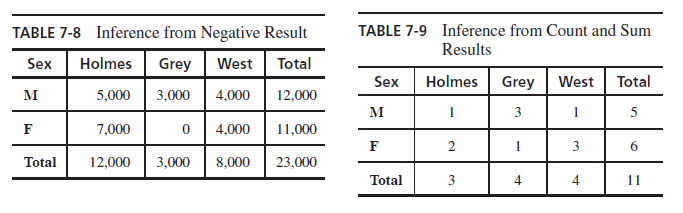 TABLE 7-8 Inference from Negative Result
Sex Holmes Grey West Total
M 5,000 3,000 4,000 12,000
F 7,000 0 4,000 11,000
Total 12,000 3,000 8,000 23,000
TABLE 7-9 Inference from Count and Sum
Results
Sex Holmes Grey West Total
M 1 3 1 5
F 2 1 3 6
Total 3 4 4 11